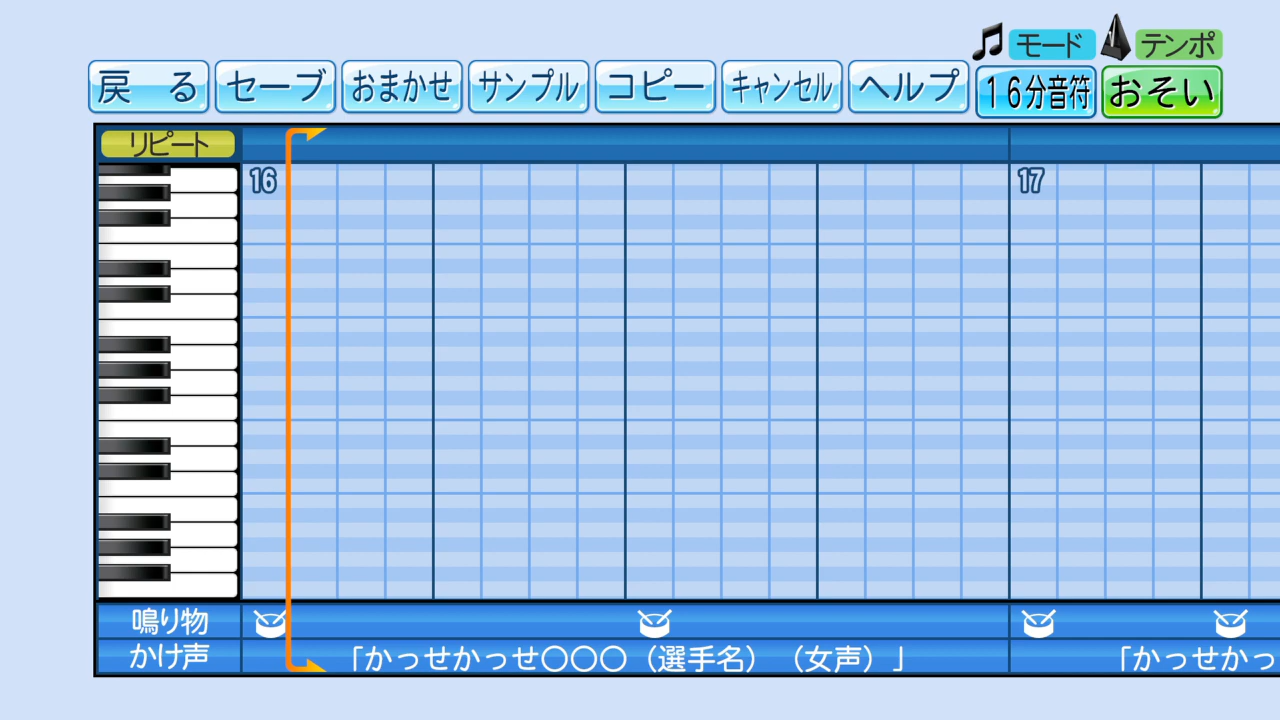 モード テンポ
戻 る セーブ おまかせ サンプル コピー キャンセル ヘルプ 16分音符 おそい
リピート
16 17
鳴り物
かけ声 「かっせかっせ〇〇〇（選手名）（女声）」 「かっせかっ